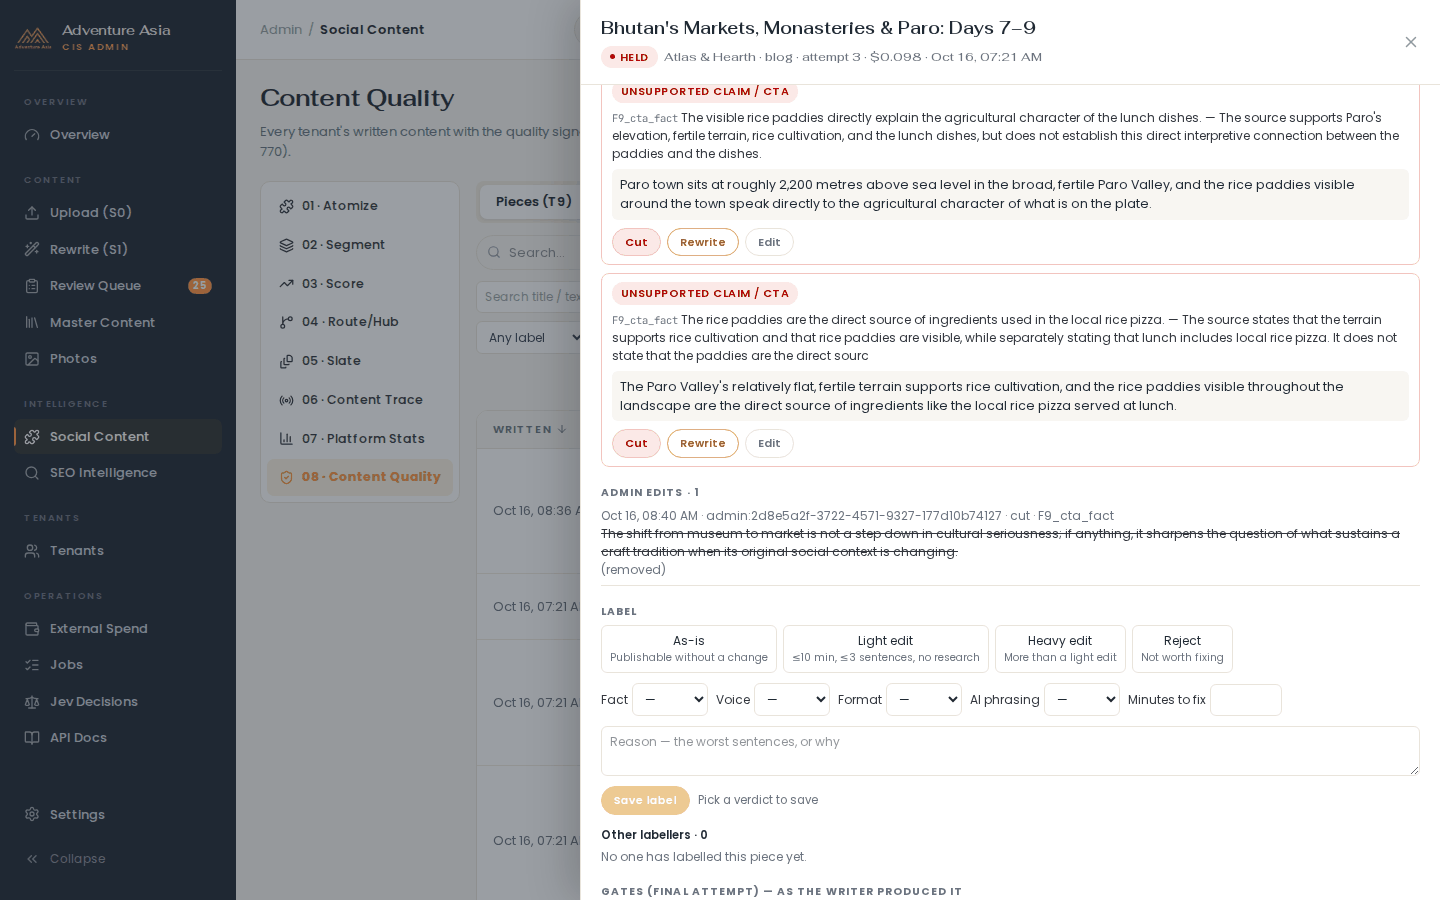 Adventure Asia
CIS ADMIN
OVERVIEW
Overview
CONTENT
Upload (S0)
Rewrite (S1)
Review Queue 25
Master Content
Photos
INTELLIGENCE
Social Content
SEO Intelligence
TENANTS
Tenants
OPERATIONS
External Spend
Jobs
Jev Decisions
API Docs
Settings
Collapse
Admin / Social Content
Content Quality
Every tenant's written content with the quality sign
770).
01 · Atomize
02 · Segment
03 · Score
04 · Route/Hub
05 · Slate
06 · Content Trace
07 · Platform Stats
08 · Content Quality
Pieces (T9)
Search...
Search title / tex
Any label
WRITTEN ↓
Oct 16, 08:36 A
Oct 16, 07:21 A
Oct 16, 07:21 A
Oct 16, 07:21 A
Bhutan's Markets, Monasteries & Paro: Days 7–9
HELD Atlas & Hearth · blog · attempt 3 · $0.098 · Oct 16, 07:21 AM
UNSUPPORTED CLAIM / CTA
F9_cta_fact The visible rice paddies directly explain the agricultural character of the lunch dishes. — The source supports Paro's
elevation, fertile terrain, rice cultivation, and the lunch dishes, but does not establish this direct interpretive connection between the
paddies and the dishes.
Paro town sits at roughly 2,200 metres above sea level in the broad, fertile Paro Valley, and the rice paddies visible
around the town speak directly to the agricultural character of what is on the plate.
Cut Rewrite Edit
UNSUPPORTED CLAIM / CTA
F9_cta_fact The rice paddies are the direct source of ingredients used in the local rice pizza. — The source states that the terrain
supports rice cultivation and that rice paddies are visible, while separately stating that lunch includes local rice pizza. It does not
state that the paddies are the direct sourc
The Paro Valley's relatively flat, fertile terrain supports rice cultivation, and the rice paddies visible throughout the
landscape are the direct source of ingredients like the local rice pizza served at lunch.
Cut Rewrite Edit
ADMIN EDITS · 1
Oct 16, 08:40 AM · admin:2d8e5a2f-3722-4571-9327-177d10b74127 · cut · F9_cta_fact
The shift from museum to market is not a step down in cultural seriousness; if anything, it sharpens the question of what sustains a
craft tradition when its original social context is changing.
(removed)
LABEL
As-is Light edit Heavy edit Reject
Publishable without a change ≤10 min, ≤3 sentences, no research More than a light edit Not worth fixing
Fact — Voice — Format — AI phrasing — Minutes to fix
Reason — the worst sentences, or why
Save label Pick a verdict to save
Other labellers · 0
No one has labelled this piece yet.
GATES (FINAL ATTEMPT) — AS THE WRITER PRODUCED IT